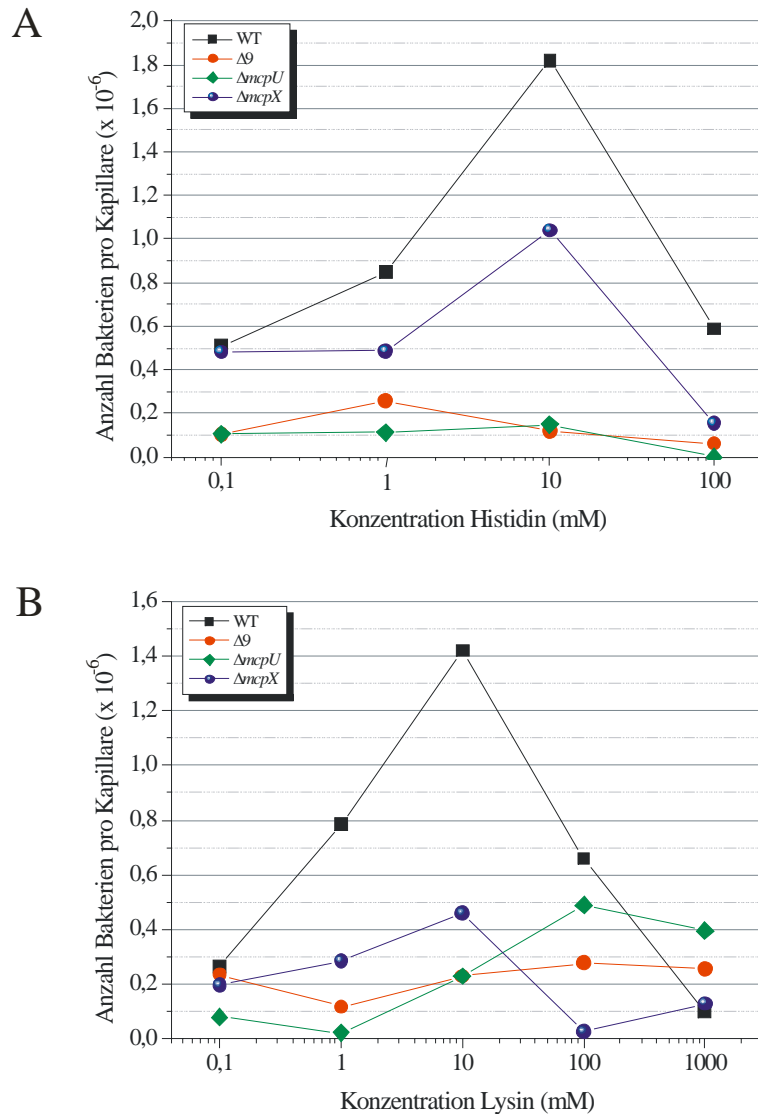 A
WT
Δ9
ΔmcpU
ΔmcpX
Anzahl Bakterien pro Kapillare (x 10⁻⁶)
2,0
1,8
1,6
1,4
1,2
1,0
0,8
0,6
0,4
0,2
0,0
0,1 1 10 100
Konzentration Histidin (mM)
B
WT
Δ9
ΔmcpU
ΔmcpX
Anzahl Bakterien pro Kapillare (x 10⁻⁶)
1,6
1,4
1,2
1,0
0,8
0,6
0,4
0,2
0,0
0,1 1 10 100 1000
Konzentration Lysin (mM)